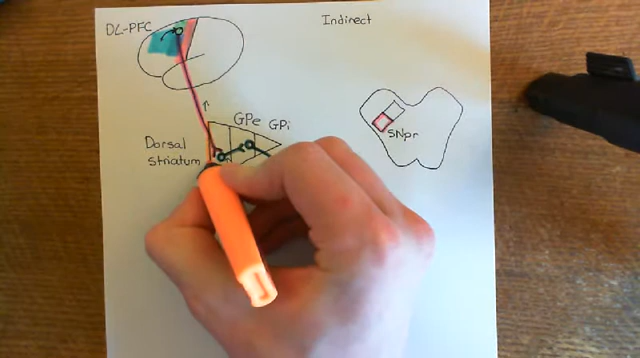 DL-PFC
Indirect
GPe
GPi
Dorsal
striatum
SNpr